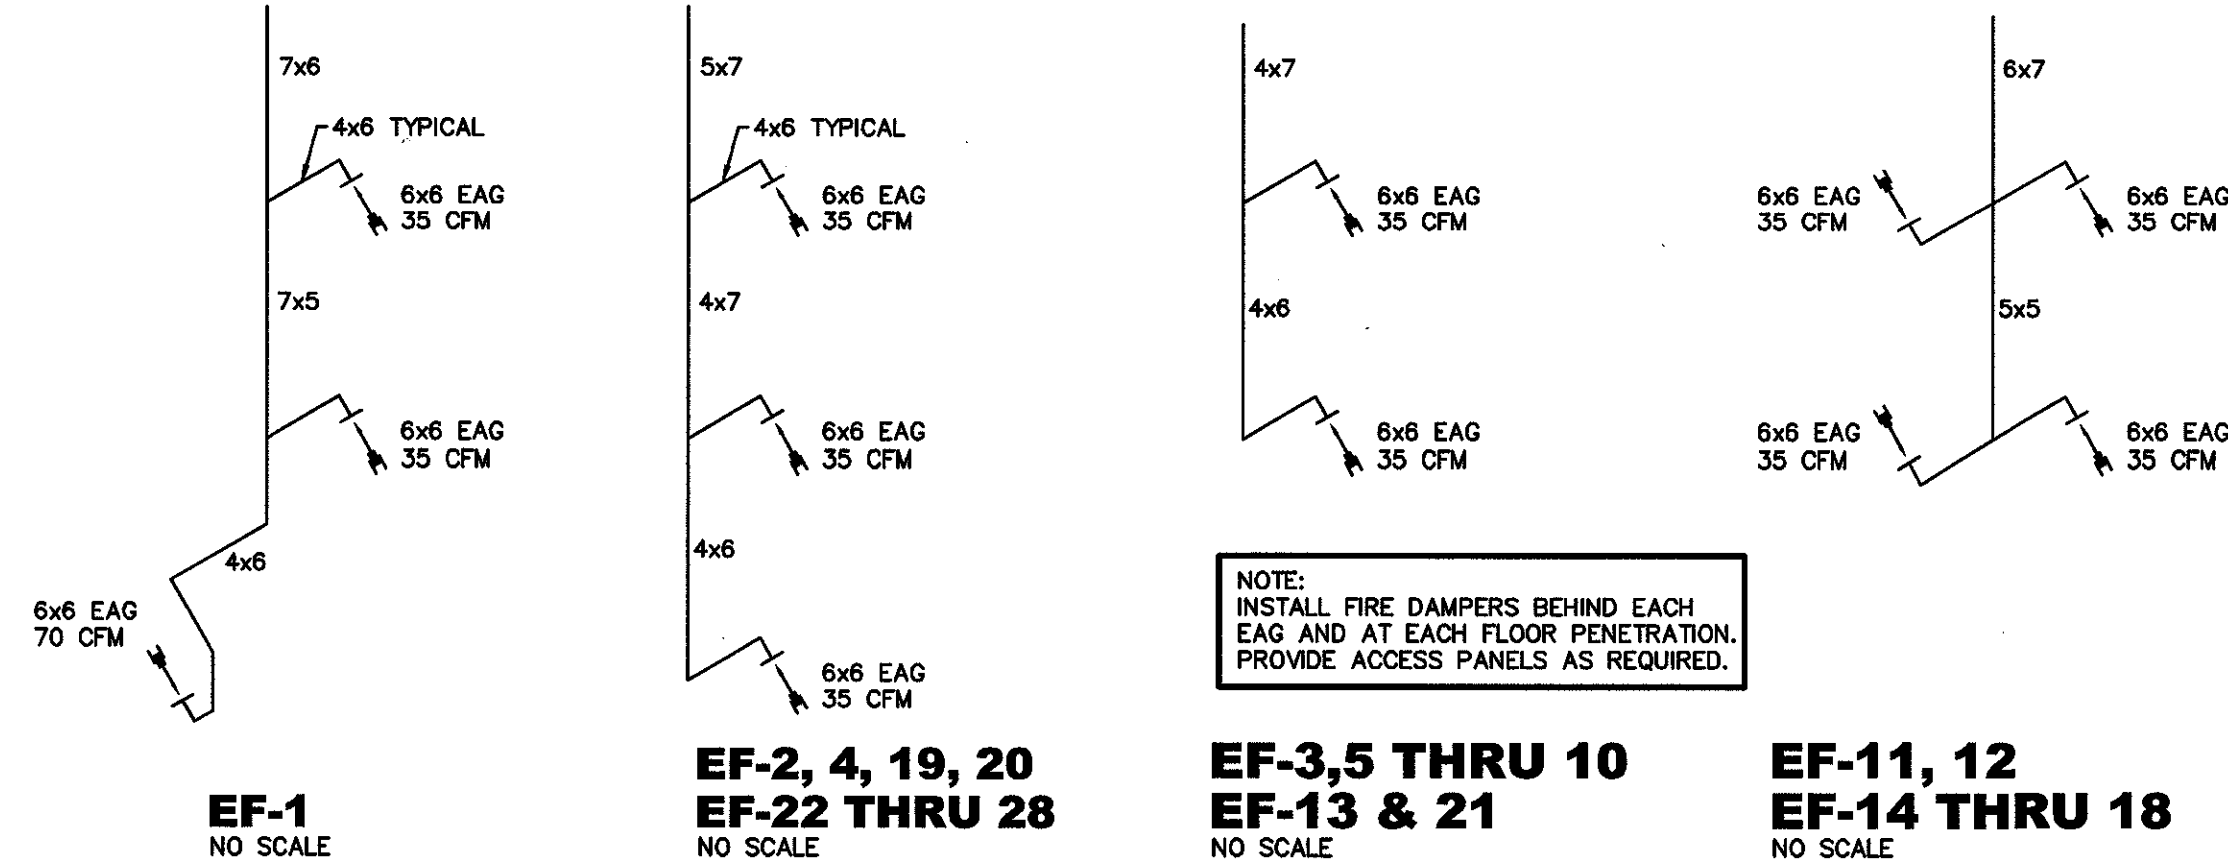 7x6
4x6 TYPICAL
6x6 EAG
35 CFM
7x5
6x6 EAG
35 CFM
4x6
6x6 EAG
70 CFM
EF-1
NO SCALE
5x7
4x6 TYPICAL
6x6 EAG
35 CFM
4x7
6x6 EAG
35 CFM
4x6
6x6 EAG
35 CFM
EF-2, 4, 19, 20
EF-22 THRU 28
NO SCALE
4x7
6x6 EAG
35 CFM
4x6
6x6 EAG
35 CFM
NOTE:
INSTALL FIRE DAMPERS BEHIND EACH
EAG AND AT EACH FLOOR PENETRATION.
PROVIDE ACCESS PANELS AS REQUIRED.
EF-3,5 THRU 10
EF-13 & 21
NO SCALE
6x7
6x6 EAG
35 CFM
6x6 EAG
35 CFM
5x5
6x6 EAG
35 CFM
6x6 EAG
35 CFM
EF-11, 12
EF-14 THRU 18
NO SCALE